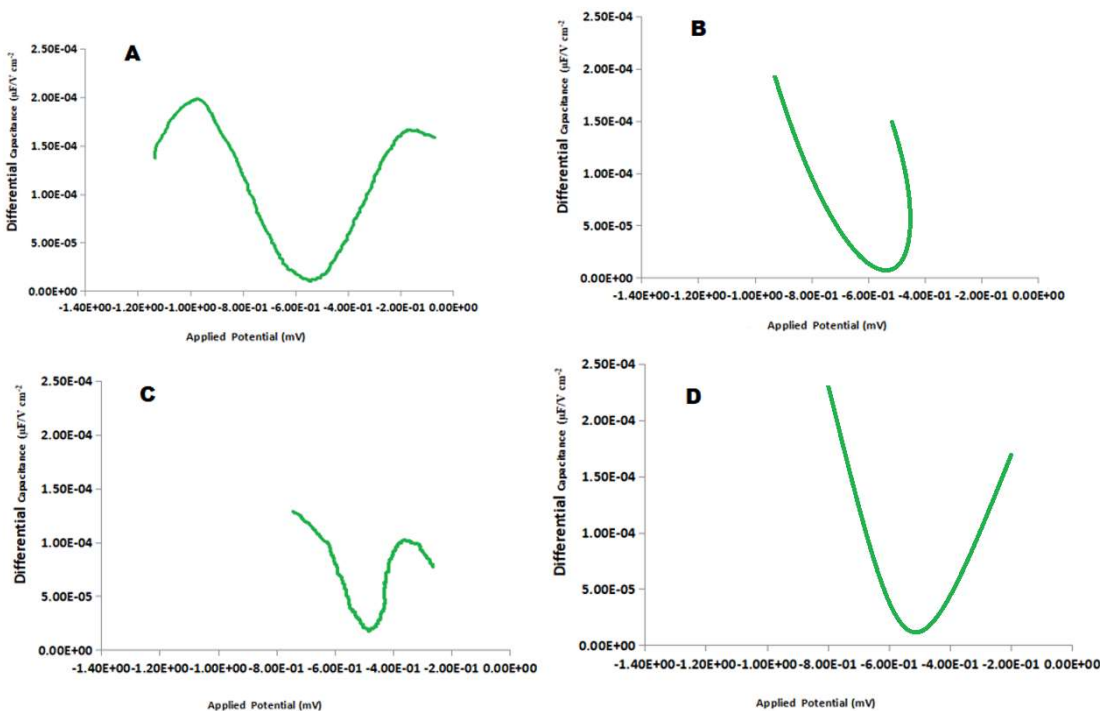 A
2.50E-04
2.00E-04
1.50E-04
1.00E-04
5.00E-05
0.00E+00
Differential Capacitance (µF/V cm-2
-1.40E+00-1.20E+00-1.00E+00 -8.00E-01 -6.00E-01 -4.00E-01 -2.00E-01 0.00E+00
Applied Potential (mV)
B
2.50E-04
2.00E-04
1.50E-04
1.00E-04
5.00E-05
0.00E+00
Differential Capacitance (µF/V cm-2
-1.40E+00-1.20E+00-1.00E+00 -8.00E-01 -6.00E-01 -4.00E-01 -2.00E-01 0.00E+00
Applied Potential (mV)
C
2.50E-04
2.00E-04
1.50E-04
1.00E-04
5.00E-05
0.00E+00
Differential Capacitance (µF/V cm-2
-1.40E+00-1.20E+00-1.00E+00 -8.00E-01 -6.00E-01 -4.00E-01 -2.00E-01 0.00E+00
Applied Potential (mV)
D
2.50E-04
2.00E-04
1.50E-04
1.00E-04
5.00E-05
0.00E+00
Differential Capacitance (µF/V cm-2
-1.40E+00-1.20E+00-1.00E+00 -8.00E-01 -6.00E-01 -4.00E-01 -2.00E-01 0.00E+00
Applied Potential (mV)